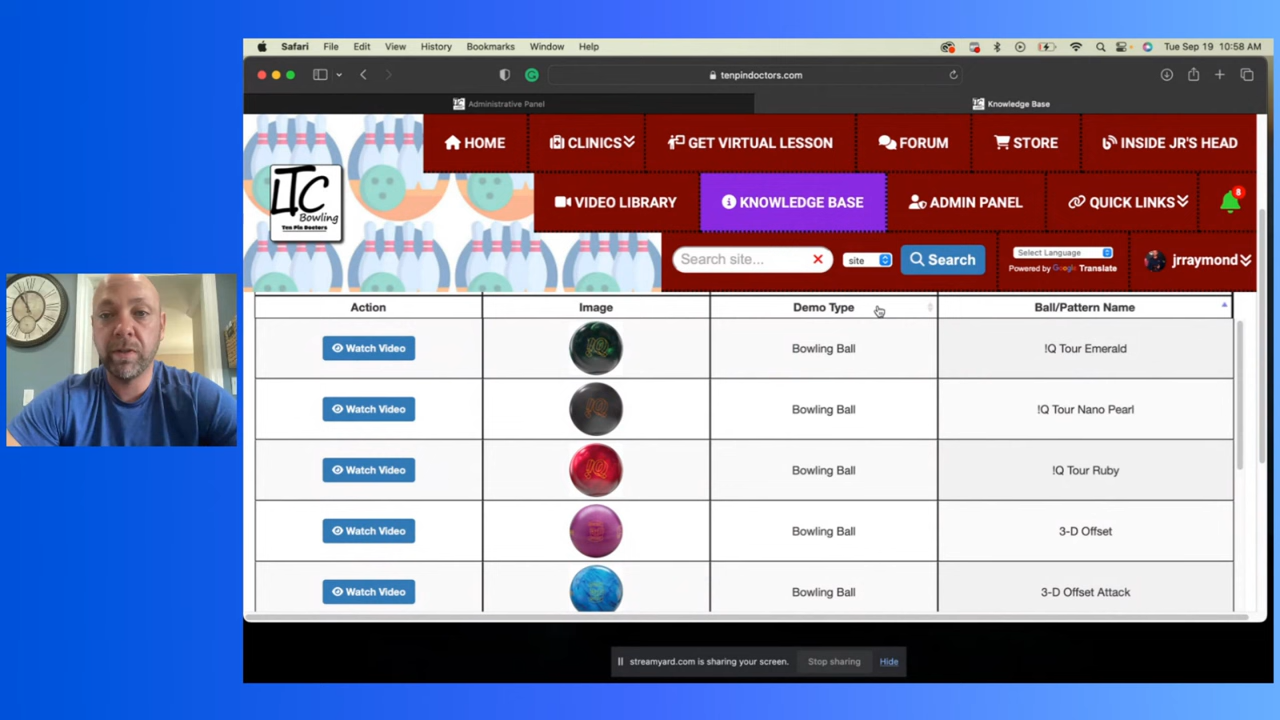 Safari File Edit View History Bookmarks Window Help
Tue Sep 19 10:58 AM
tenpindoctors.com
Administrative Panel
Knowledge Base
LTC
Bowling
Ten Pin Doctors
HOME
CLINICS
GET VIRTUAL LESSON
FORUM
STORE
INSIDE JR'S HEAD
VIDEO LIBRARY
KNOWLEDGE BASE
ADMIN PANEL
QUICK LINKS
8
Search site...
site
Search
Select Language
Powered by Google Translate
jrraymond
Action Image Demo Type Ball/Pattern Name
Watch Video Bowling Ball !Q Tour Emerald
Watch Video Bowling Ball !Q Tour Nano Pearl
Watch Video Bowling Ball !Q Tour Ruby
Watch Video Bowling Ball 3-D Offset
Watch Video Bowling Ball 3-D Offset Attack
streamyard.com is sharing your screen. Stop sharing Hide